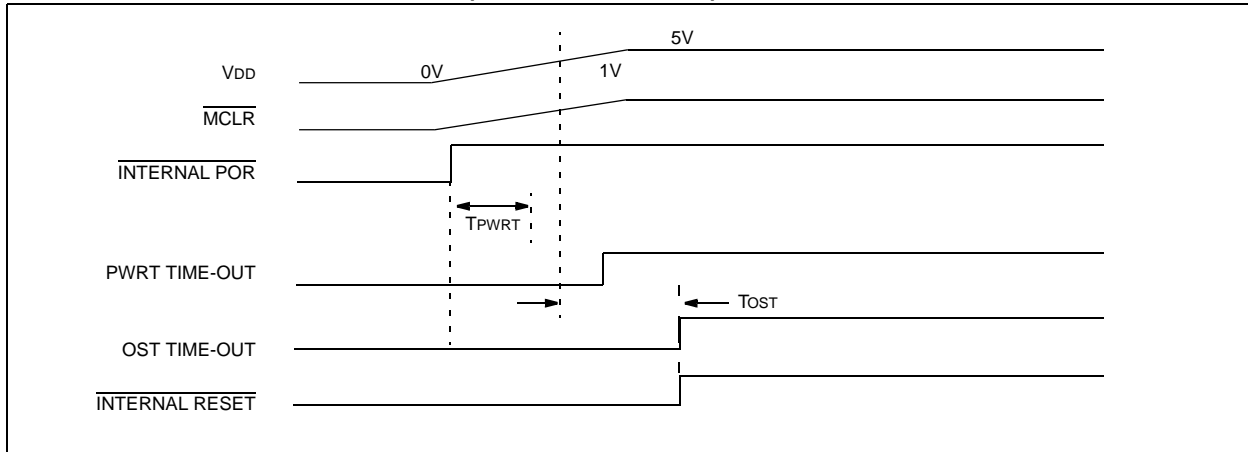 5V
VDD 0V 1V
MCLR
INTERNAL POR
TPWRT
PWRT TIME-OUT
TOST
OST TIME-OUT
INTERNAL RESET